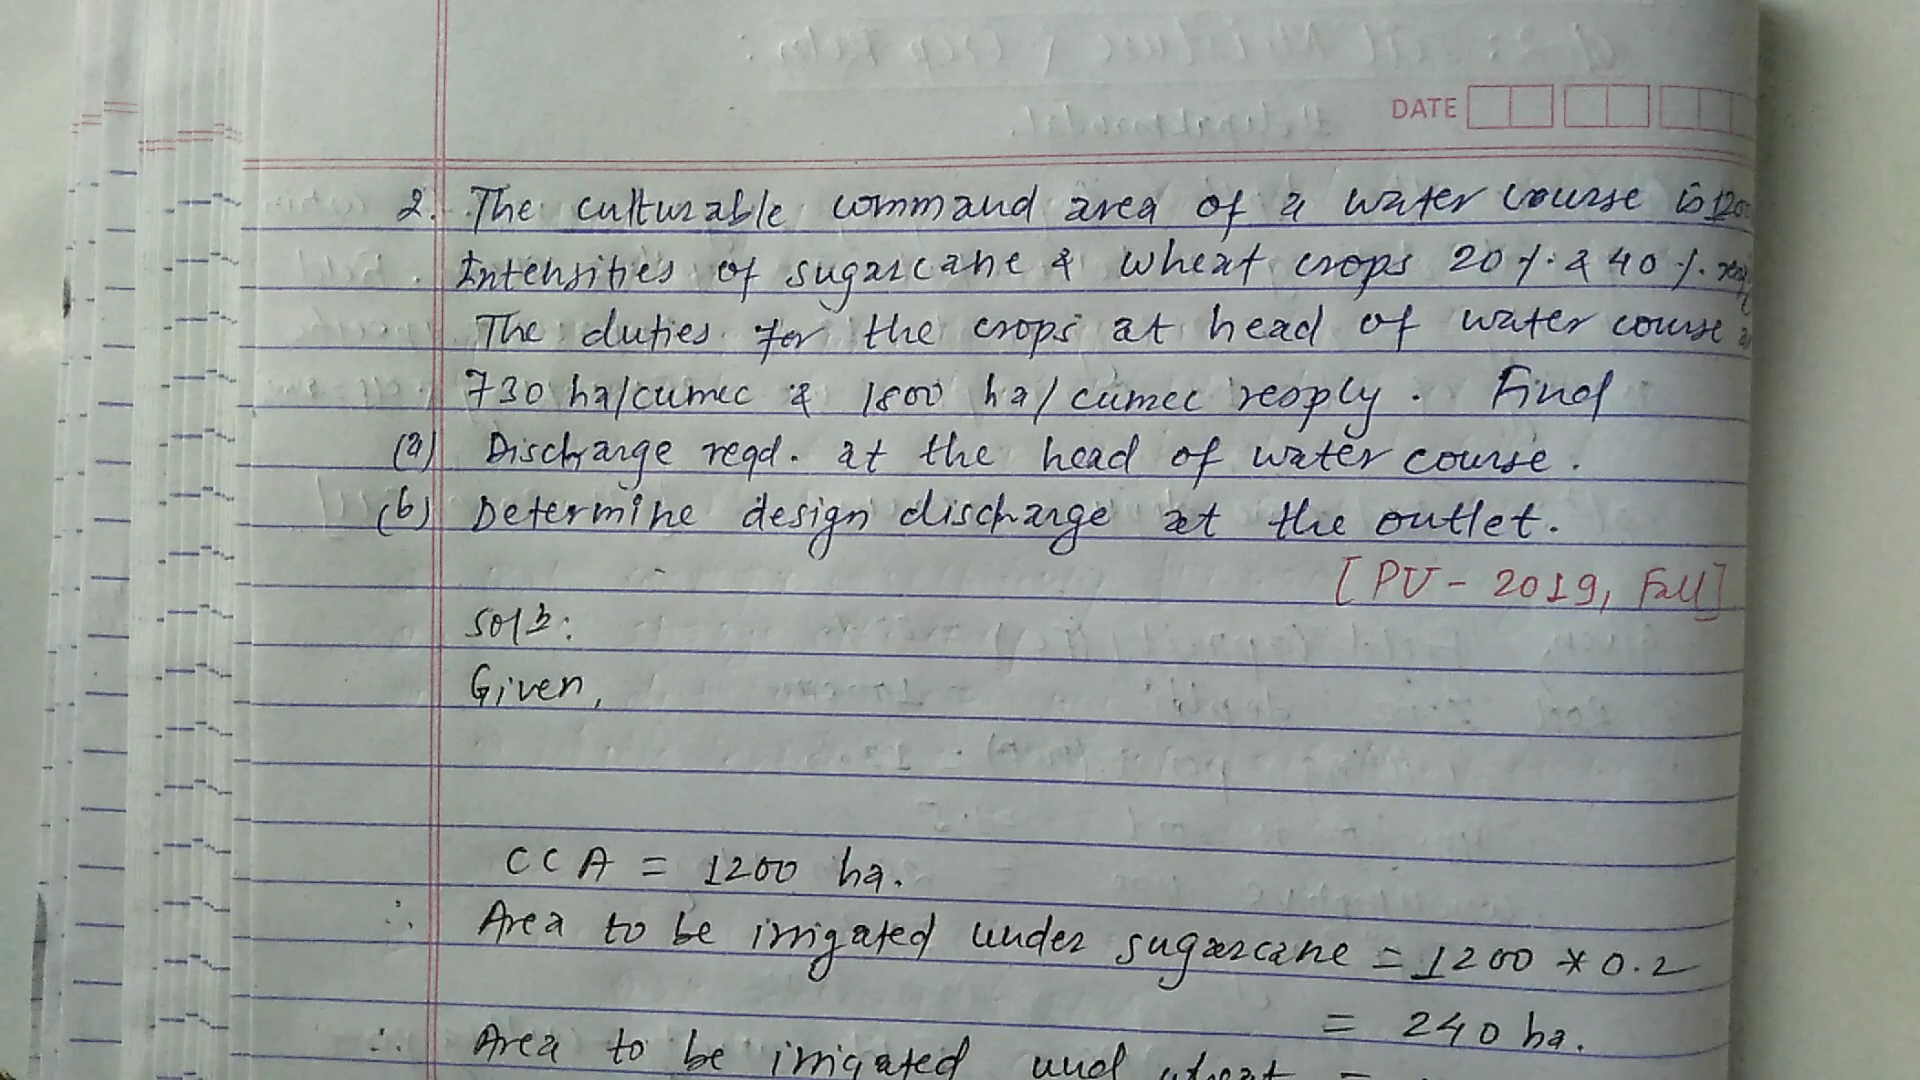 DATE
2. The culturable command area of a water course is 1200
Intensities of sugarcane & wheat crops 20 % & 40 %
The duties for the crops at head of water course
730 ha/cumec & 1800 ha/cumec resply. Find
(a) Discharge reqd. at the head of water course.
(b) Determine design discharge at the outlet.
[PU - 2019, Fall]
Soln:
Given,
CCA = 1200 ha.
∴ Area to be irrigated under sugarcane = 1200 * 0.2
= 240 ha.
∴ Area to be irrigated und wheat =